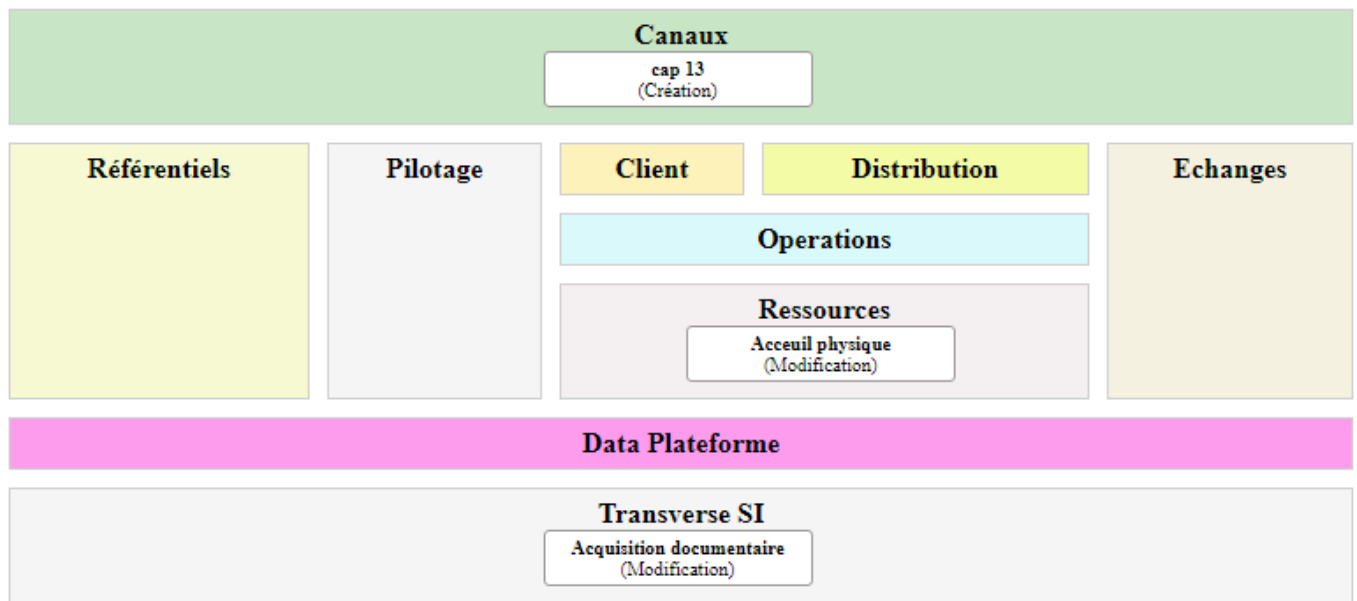 Canaux
cap 13
(Création)
Référentiels
Pilotage
Client
Distribution
Echanges
Operations
Ressources
Acceuil physique
(Modification)
Data Plateforme
Transverse SI
Acquisition documentaire
(Modification)